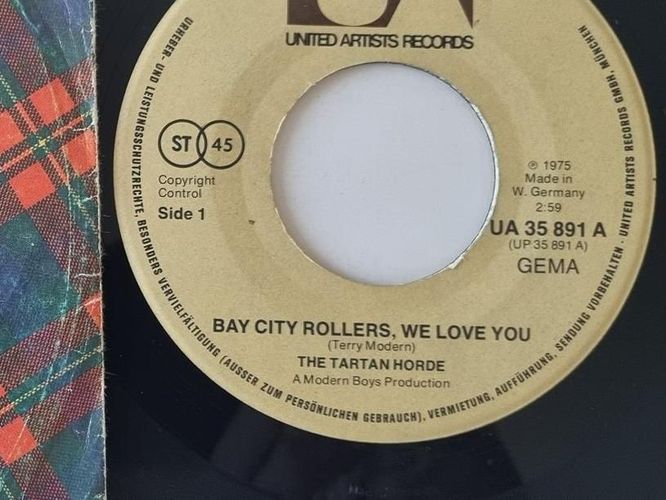 UA
UNITED ARTISTS RECORDS
ST 45
Copyright
Control
Side 1
℗ 1975
Made in
W. Germany
2:59
UA 35 891 A
(UP 35 891 A)
GEMA
BAY CITY ROLLERS, WE LOVE YOU
(Terry Modern)
THE TARTAN HORDE
A Modern Boys Production
URHEBER- UND LEISTUNGSSCHUTZRECHTE, BESONDERS VERVIELFÄLTIGUNG (AUSSER ZUM PERSÖNLICHEN GEBRAUCH), VERMIETUNG, AUFFÜHRUNG, SENDUNG VORBEHALTEN · UNITED ARTISTS RECORDS GMBH, MÜNCHEN